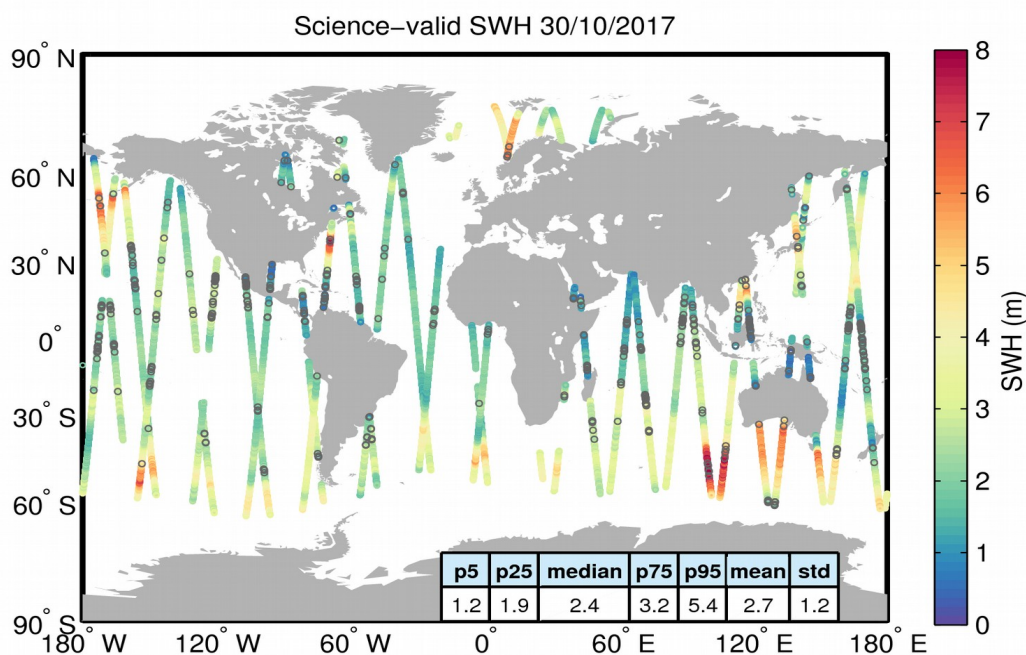 Science−valid SWH 30/10/2017
90° N
60° N
30° N
0°
30° S
60° S
90° S
180° W
120° W
60° W
0°
60° E
120° E
180° E
p5 p25 median p75 p95 mean std
1.2 1.9 2.4 3.2 5.4 2.7 1.2
8
7
6
5
4
3
2
1
0
SWH (m)